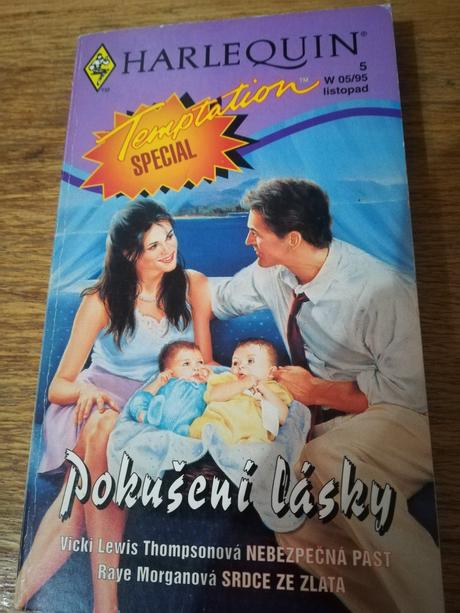 HARLEQUIN®
5
W 05/95
listopad
Temptation™
SPECIAL
TM
Pokušení lásky
Vicki Lewis Thompsonová NEBEZPEČNÁ PAST
Raye Morganová SRDCE ZE ZLATA